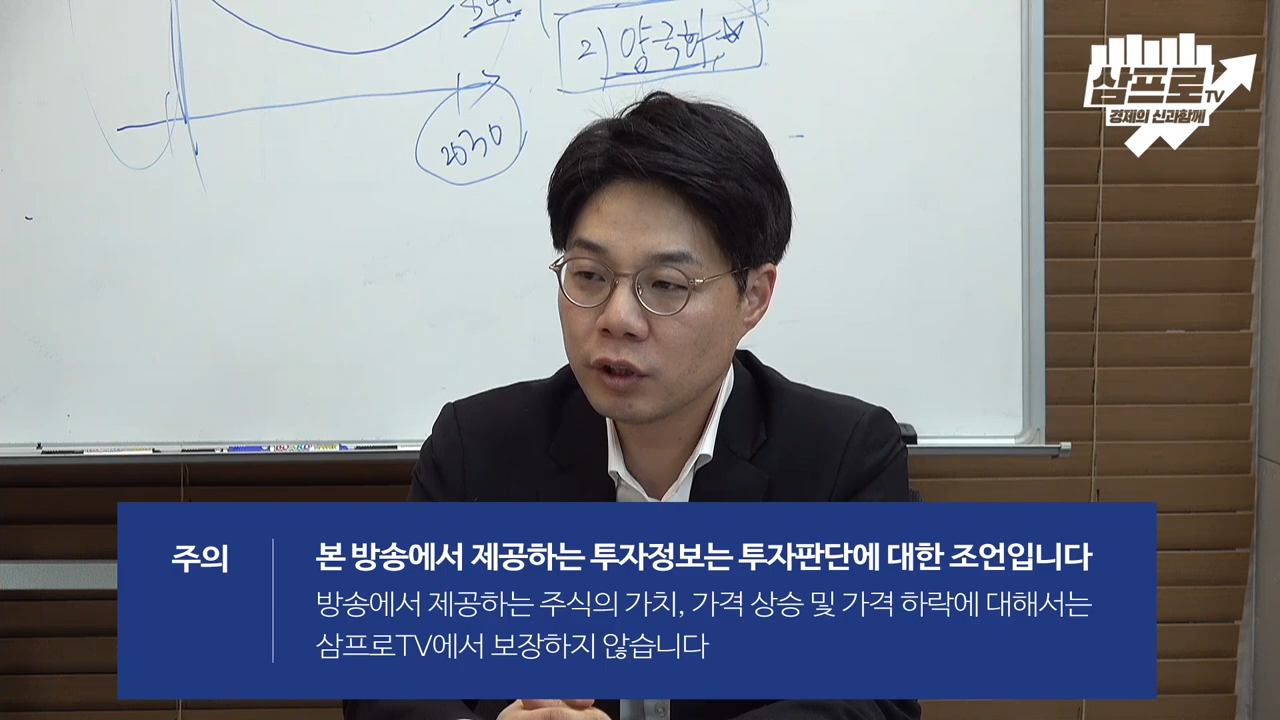 2) 양극화
2030
삼프로TV
경제의 신과함께
주의
본 방송에서 제공하는 투자정보는 투자판단에 대한 조언입니다
방송에서 제공하는 주식의 가치, 가격 상승 및 가격 하락에 대해서는
삼프로TV에서 보장하지 않습니다